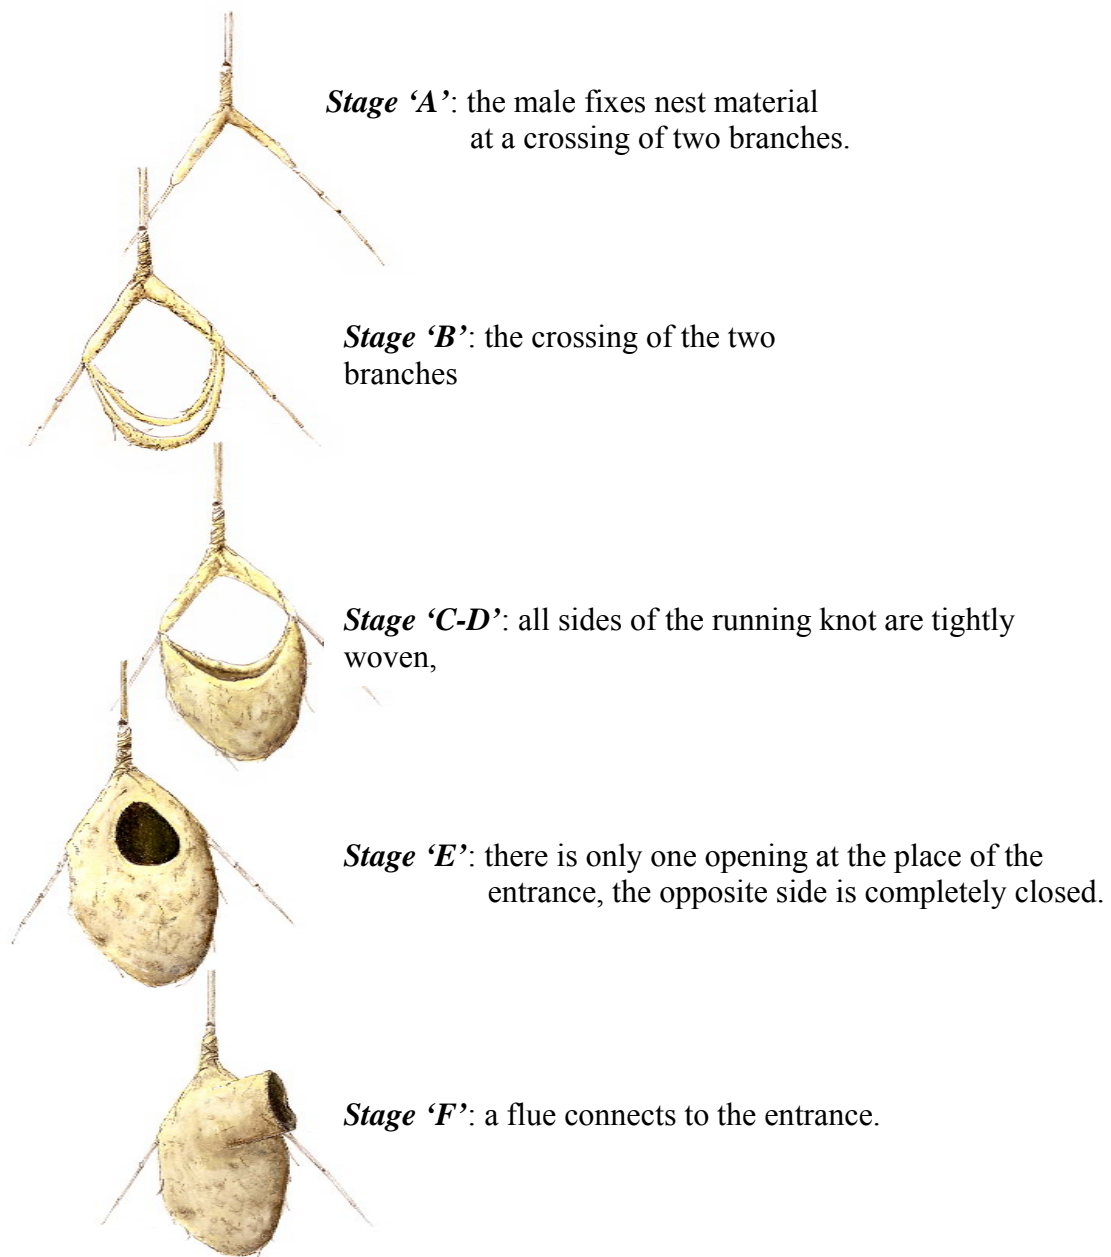 Stage ‘A’: the male fixes nest material
at a crossing of two branches.
Stage ‘B’: the crossing of the two
branches
Stage ‘C-D’: all sides of the running knot are tightly
woven,
Stage ‘E’: there is only one opening at the place of the
entrance, the opposite side is completely closed.
Stage ‘F’: a flue connects to the entrance.